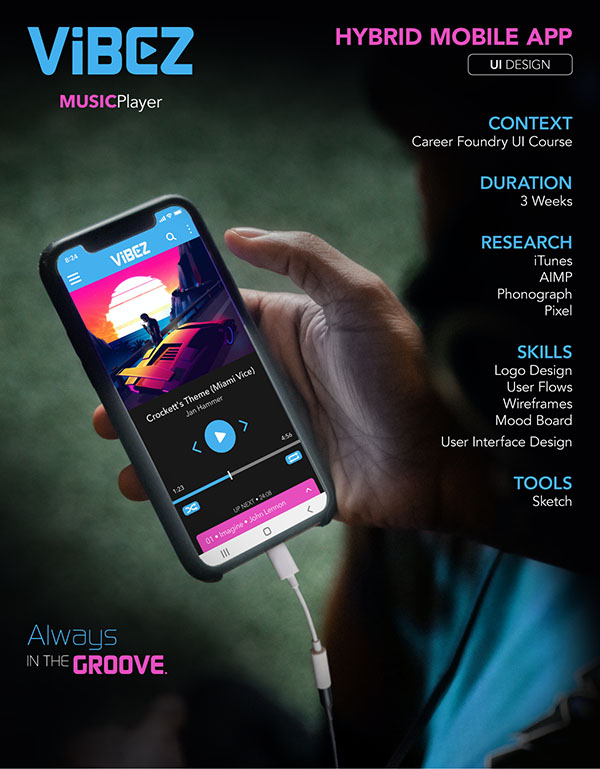 ViBEZ
MUSICPlayer
HYBRID MOBILE APP
UI DESIGN
CONTEXT
Career Foundry UI Course
DURATION
3 Weeks
RESEARCH
iTunes
AIMP
Phonograph
Pixel
SKILLS
Logo Design
User Flows
Wireframes
Mood Board
User Interface Design
TOOLS
Sketch
8:24
ViBEZ
Crockett's Theme (Miami Vice)
Jan Hammer
1:23
4:56
UP NEXT • 24:08
01 • Imagine • John Lennon
Always
IN THE GROOVE.